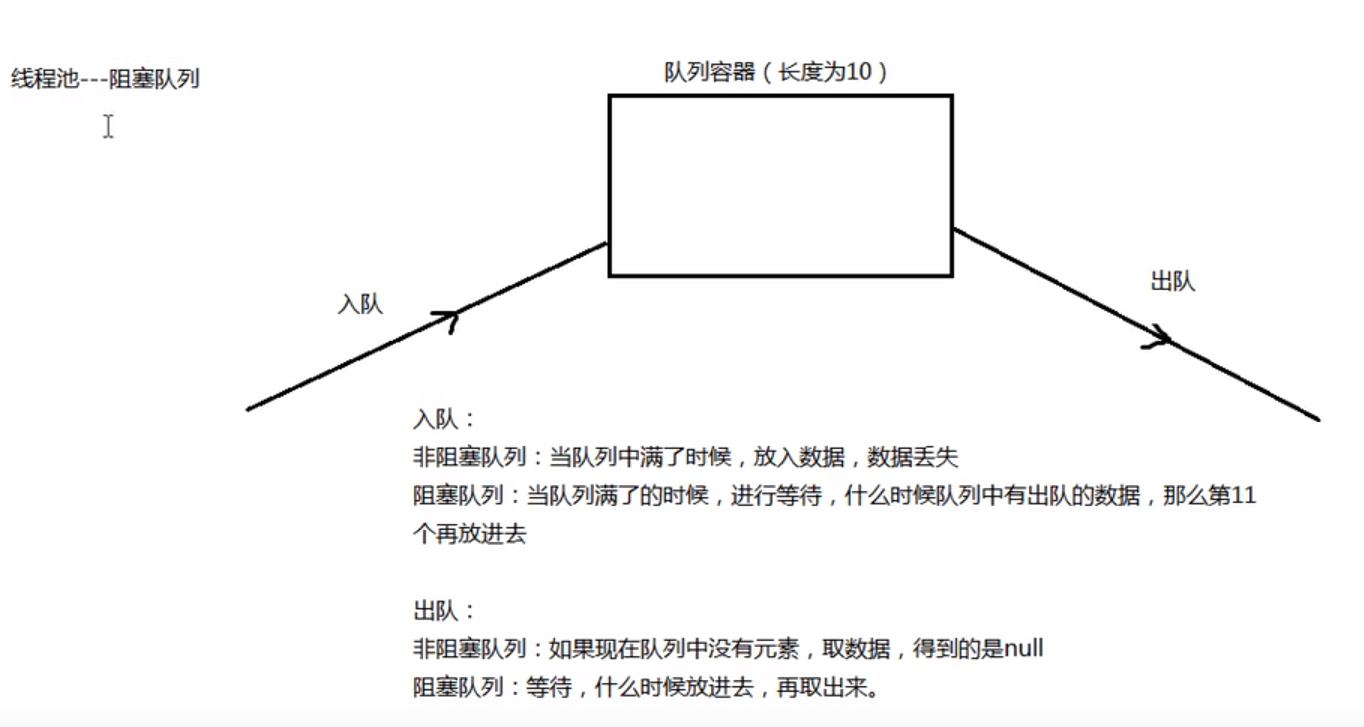 线程池---阻塞队列
队列容器（长度为10）
入队
出队
入队：
非阻塞队列：当队列中满了时候，放入数据，数据丢失
阻塞队列：当队列满了的时候，进行等待，什么时候队列中有出队的数据，那么第11
个再放进去
出队：
非阻塞队列：如果现在队列中没有元素，取数据，得到的是null
阻塞队列：等待，什么时候放进去，再取出来。